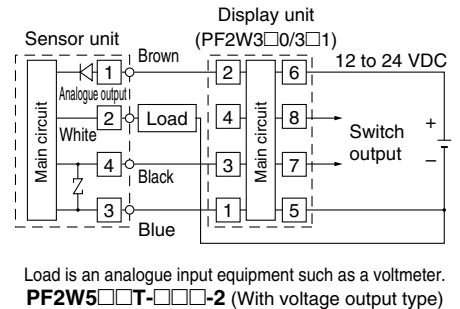 Display unit
Sensor unit
(PF2W3□0/3□1)
Brown
12 to 24 VDC
1
2
6
Analogue output
Main circuit
2
Load
4
Main circuit
8
Switch
output
+
−
White
4
3
7
Black
3
1
5
Blue
Load is an analogue input equipment such as a voltmeter.
PF2W5□□T-□□□-2 (With voltage output type)